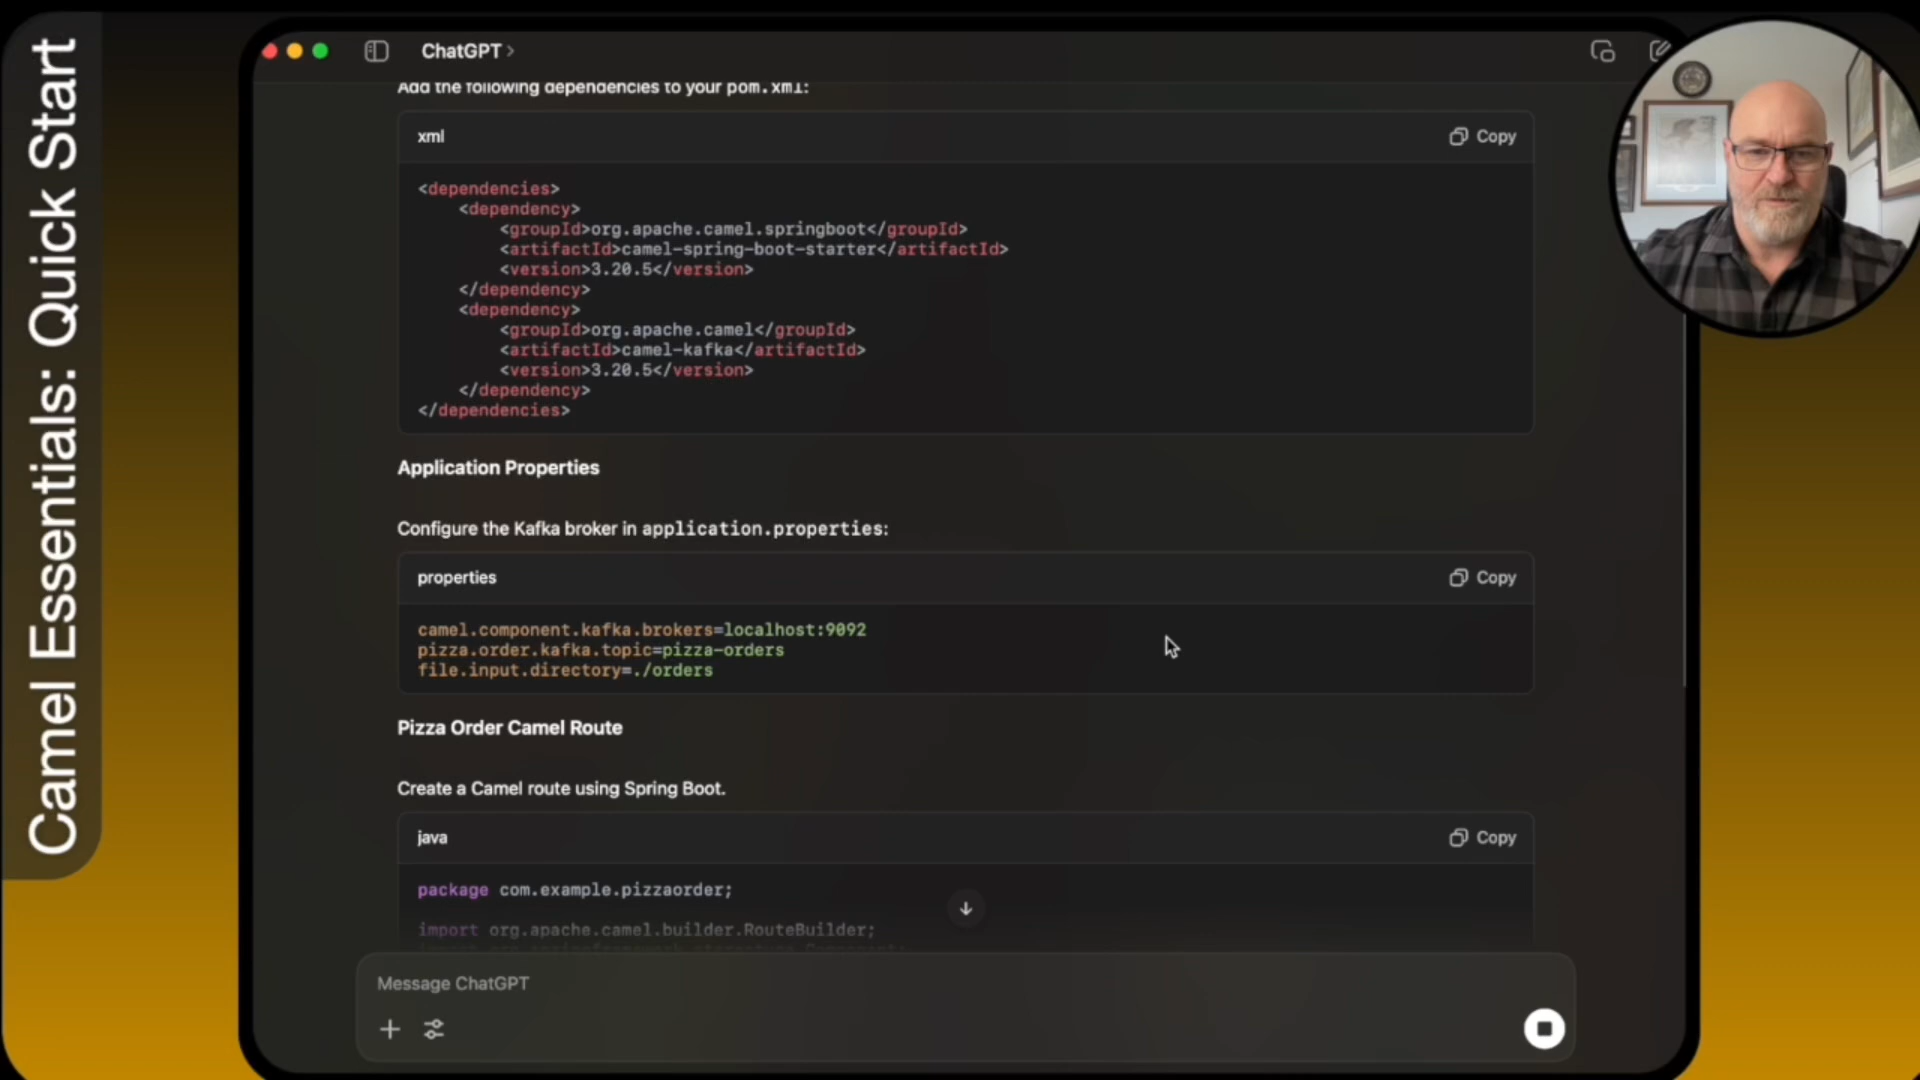 Camel Essentials: Quick Start
ChatGPT
Add the following dependencies to your pom.xml:
xml
Copy
<dependencies>
<dependency>
<groupId>org.apache.camel.springboot</groupId>
<artifactId>camel-spring-boot-starter</artifactId>
<version>3.20.5</version>
</dependency>
<dependency>
<groupId>org.apache.camel</groupId>
<artifactId>camel-kafka</artifactId>
<version>3.20.5</version>
</dependency>
</dependencies>
Application Properties
Configure the Kafka broker in application.properties:
properties
Copy
camel.component.kafka.brokers=localhost:9092
pizza.order.kafka.topic=pizza-orders
file.input.directory=./orders
Pizza Order Camel Route
Create a Camel route using Spring Boot.
java
Copy
package com.example.pizzaorder;
import org.apache.camel.builder.RouteBuilder;
Message ChatGPT